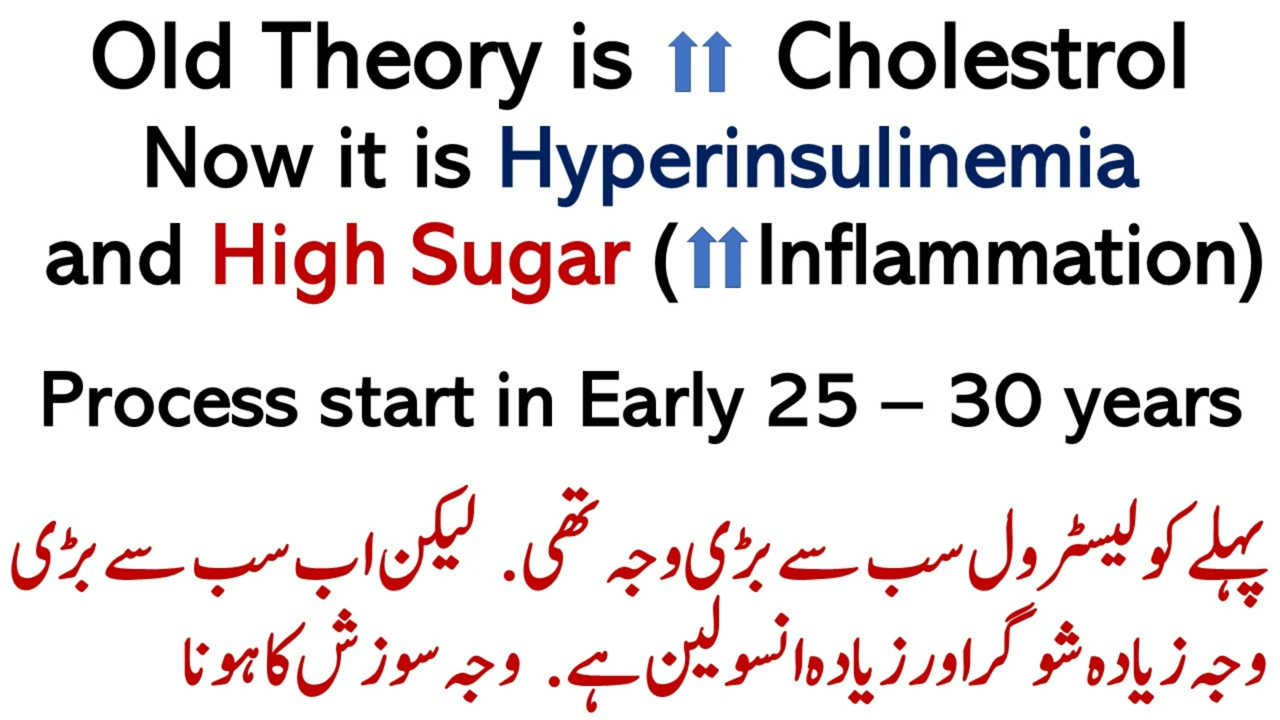 Old Theory is ⇈ Cholestrol
Now it is Hyperinsulinemia
and High Sugar (⇈Inflammation)
Process start in Early 25 – 30 years
پہلے کولیسٹرول سب سے بڑی وجہ تھی. لیکن اب سب سے بڑی
وجہ زیادہ شوگر اور زیادہ انسولین ہے. وجہ سوزش کا ہونا